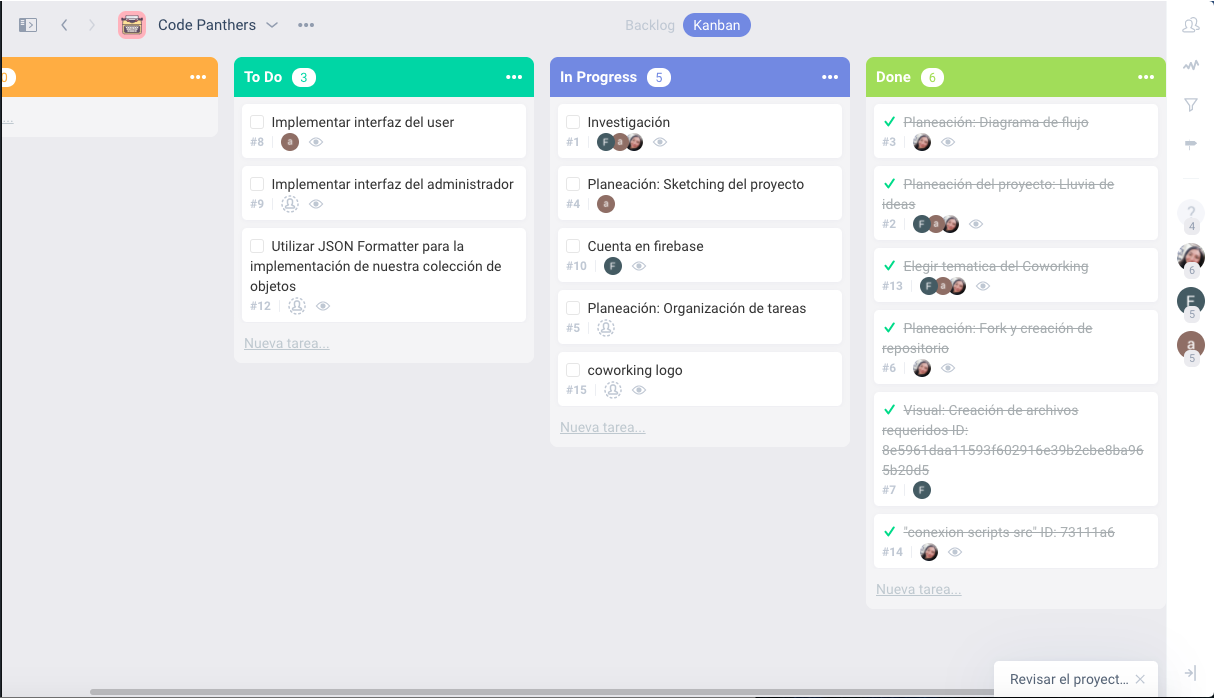 Code Panthers
Backlog
Kanban
0
...
To Do 3
Implementar interfaz del user
#8 a
Implementar interfaz del administrador
#9
Utilizar JSON Formatter para la
implementación de nuestra colección de
objetos
#12
Nueva tarea...
In Progress 5
Investigación
#1 F a
Planeación: Sketching del proyecto
#4 a
Cuenta en firebase
#10 F
Planeación: Organización de tareas
#5
coworking logo
#15
Nueva tarea...
Done 6
Planeación: Diagrama de flujo
#3
Planeación del proyecto: Lluvia de
ideas
#2 F a
Elegir tematica del Coworking
#13 F a
Planeación: Fork y creación de
repositorio
#6
Visual: Creación de archivos
requeridos ID:
8e5961daa11593f602916e39b2cbe8ba96
5b20d5
#7 F
"conexion scripts src" ID: 73111a6
#14
Nueva tarea...
?
4
6
F
5
a
5
Revisar el proyect...